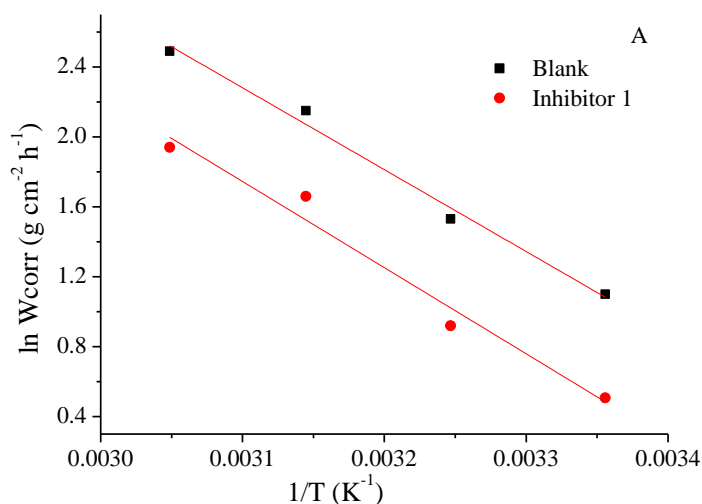 A
Blank
Inhibitor 1
ln Wcorr (g cm⁻² h⁻¹)
2.4
2.0
1.6
1.2
0.8
0.4
0.0030 0.0031 0.0032 0.0033 0.0034
1/T (K⁻¹)